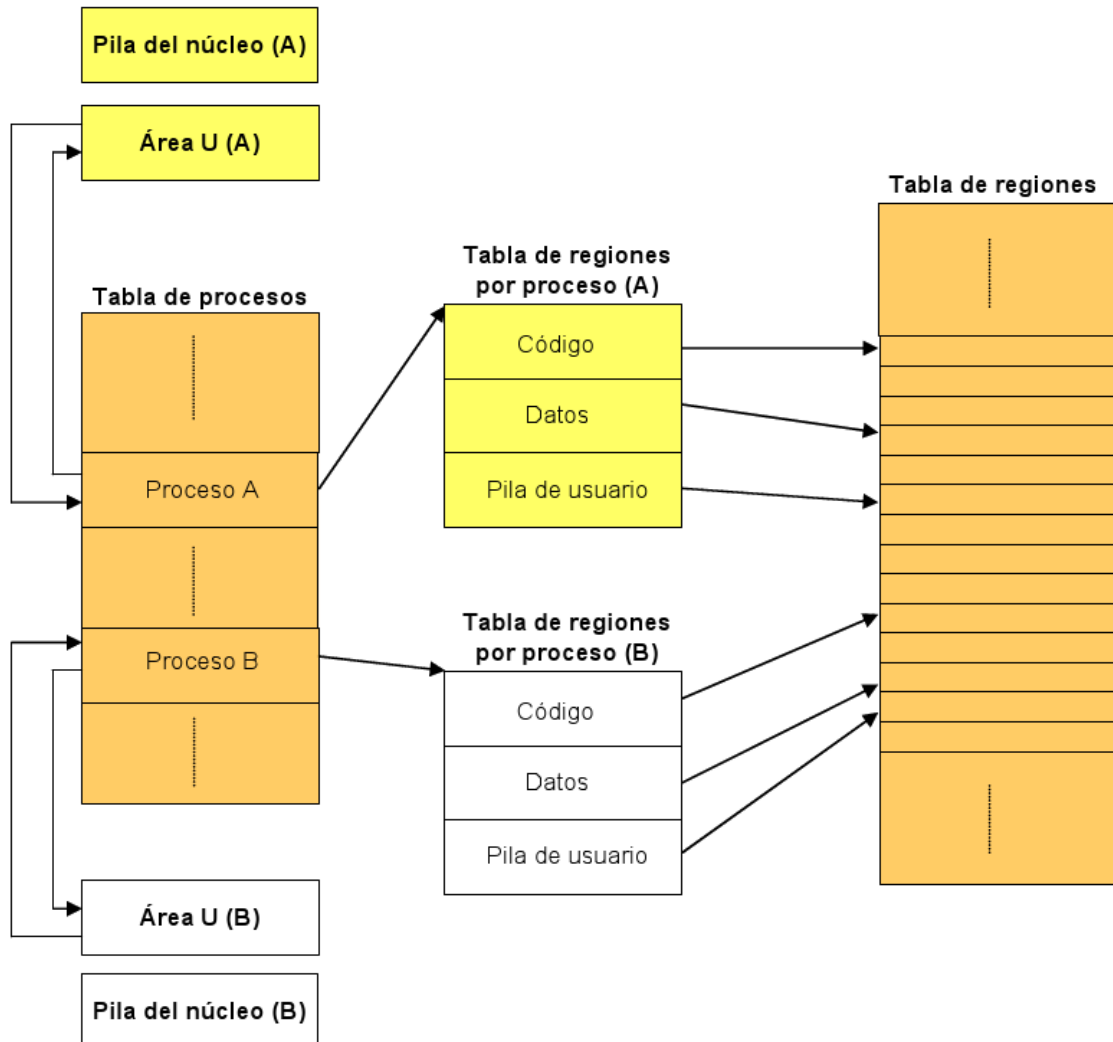 Pila del núcleo (A)
Área U (A)
Tabla de procesos
Proceso A
Proceso B
Área U (B)
Pila del núcleo (B)
Tabla de regiones
por proceso (A)
Código
Datos
Pila de usuario
Tabla de regiones
por proceso (B)
Código
Datos
Pila de usuario
Tabla de regiones